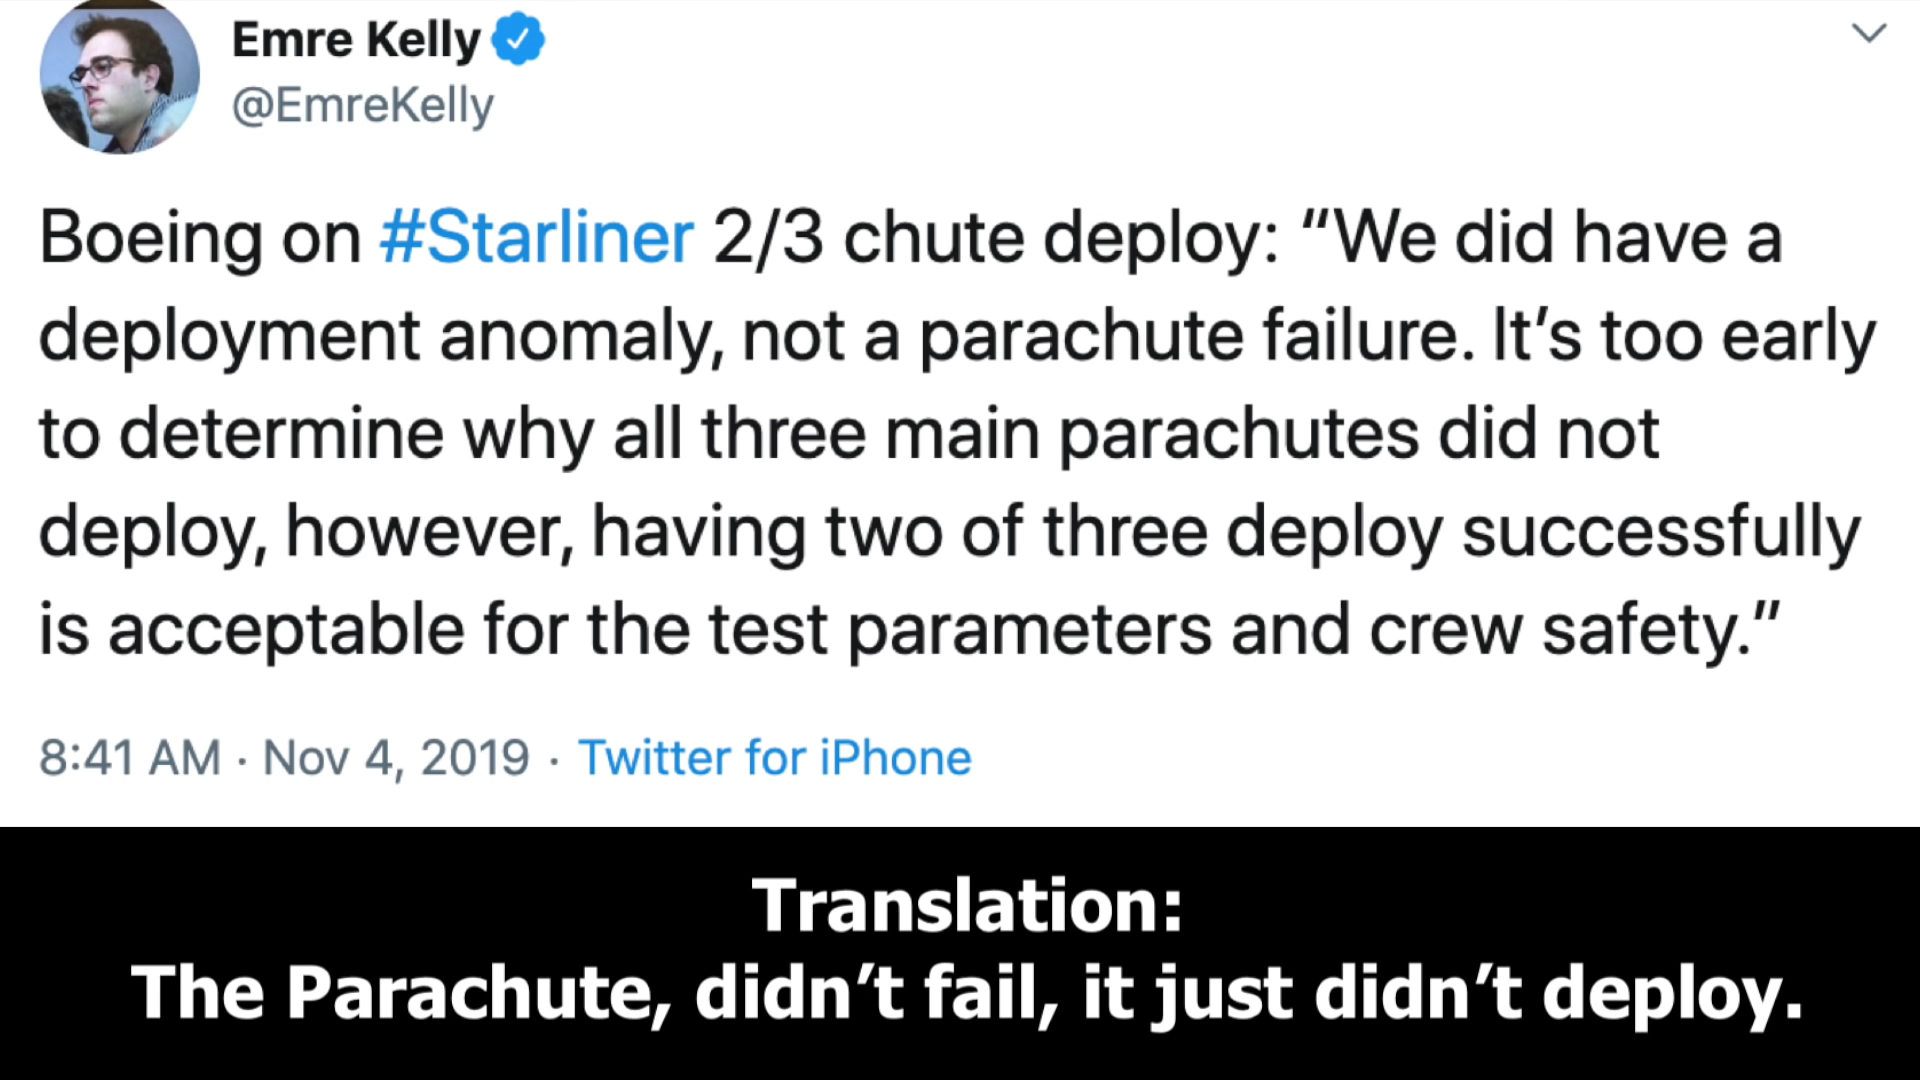 Emre Kelly
@EmreKelly
Boeing on #Starliner 2/3 chute deploy: “We did have a
deployment anomaly, not a parachute failure. It’s too early
to determine why all three main parachutes did not
deploy, however, having two of three deploy successfully
is acceptable for the test parameters and crew safety.”
8:41 AM · Nov 4, 2019 · Twitter for iPhone
Translation:
The Parachute, didn’t fail, it just didn’t deploy.